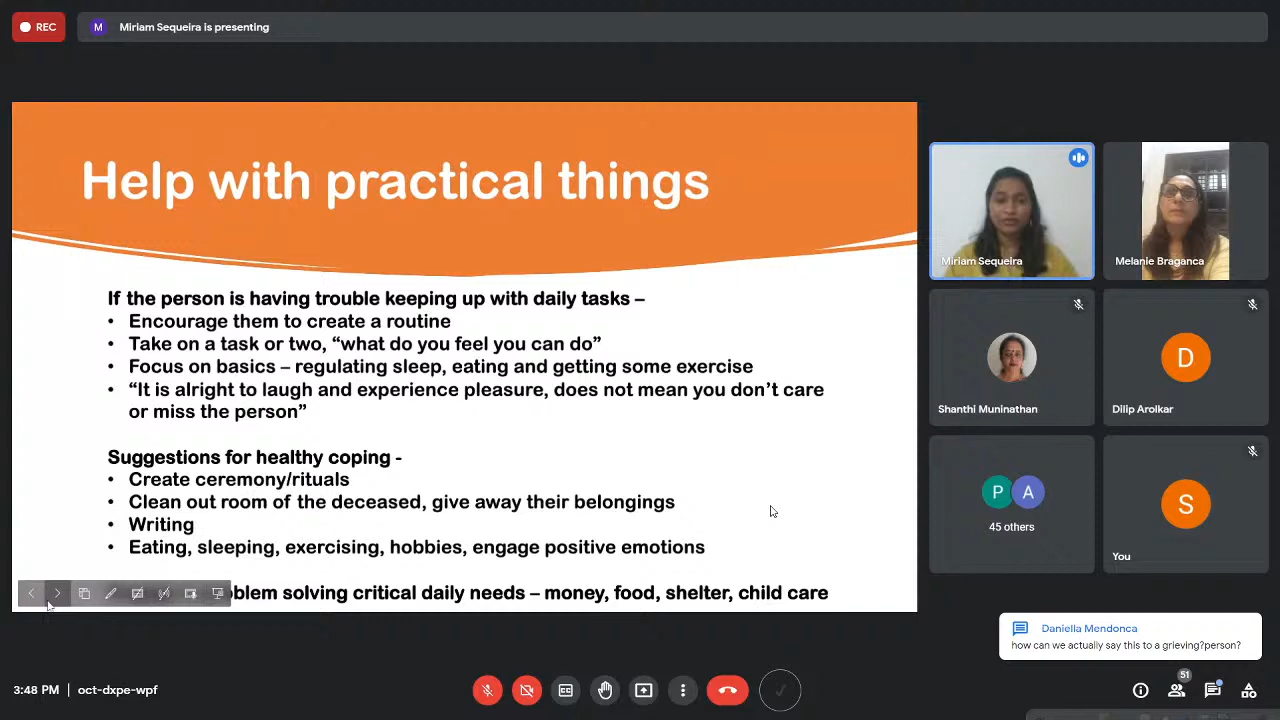 REC
M
Miriam Sequeira is presenting
Help with practical things
If the person is having trouble keeping up with daily tasks –
• Encourage them to create a routine
• Take on a task or two, “what do you feel you can do”
• Focus on basics – regulating sleep, eating and getting some exercise
• “It is alright to laugh and experience pleasure, does not mean you don’t care
or miss the person”
Suggestions for healthy coping -
• Create ceremony/rituals
• Clean out room of the deceased, give away their belongings
• Writing
• Eating, sleeping, exercising, hobbies, engage positive emotions
oblem solving critical daily needs – money, food, shelter, child care
Miriam Sequeira
Melanie Braganca
Shanthi Muninathan
D
Dilip Arolkar
P A
45 others
S
You
Daniella Mendonca
how can we actually say this to a grieving?person?
3:48 PM | oct-dxpe-wpf
51